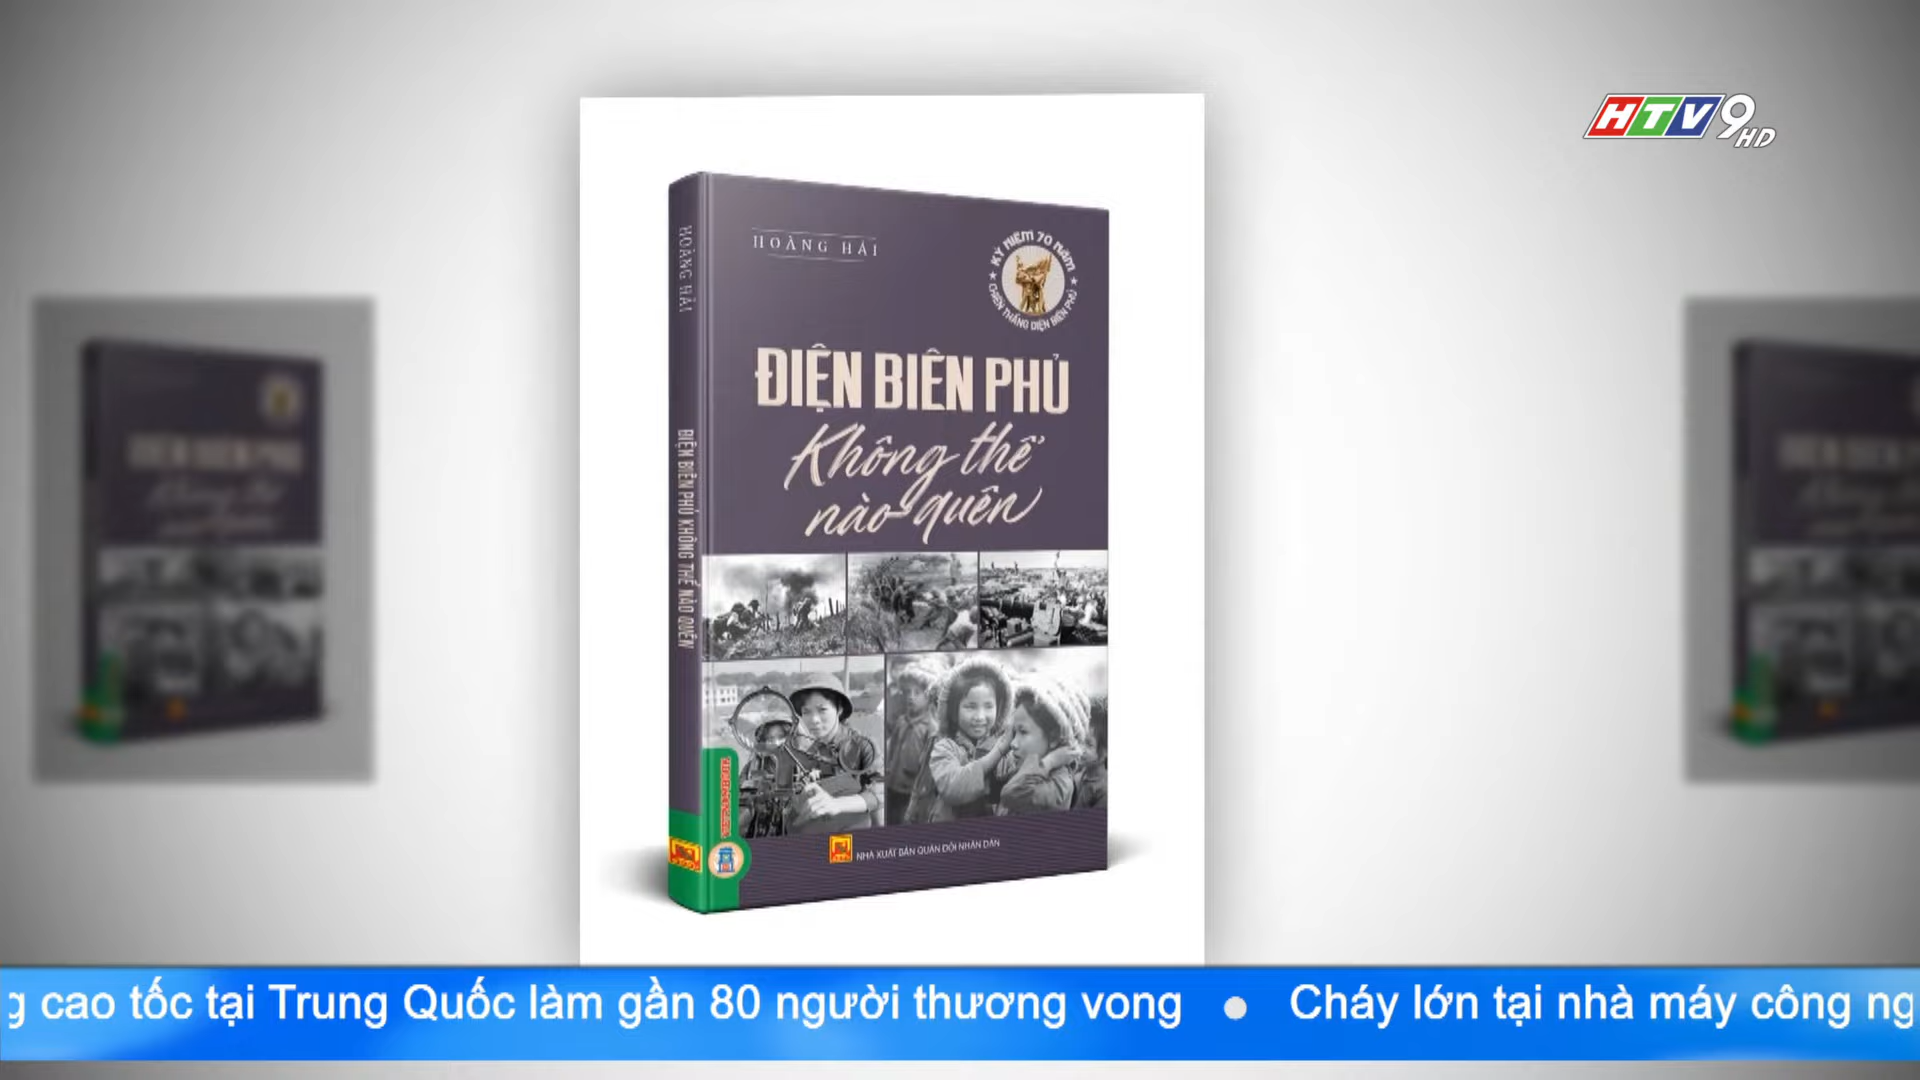 HTV9 HD
HOÀNG HẢI
KỶ NIỆM 70 NĂM
CHIẾN THẮNG ĐIỆN BIÊN PHỦ
ĐIỆN BIÊN PHỦ
Không thể
nào quên
HOÀNG HẢI
ĐIỆN BIÊN PHỦ KHÔNG THỂ NÀO QUÊN
NHÀ XUẤT BẢN QUÂN ĐỘI NHÂN DÂN
g cao tốc tại Trung Quốc làm gần 80 người thương vong ● Cháy lớn tại nhà máy công ng